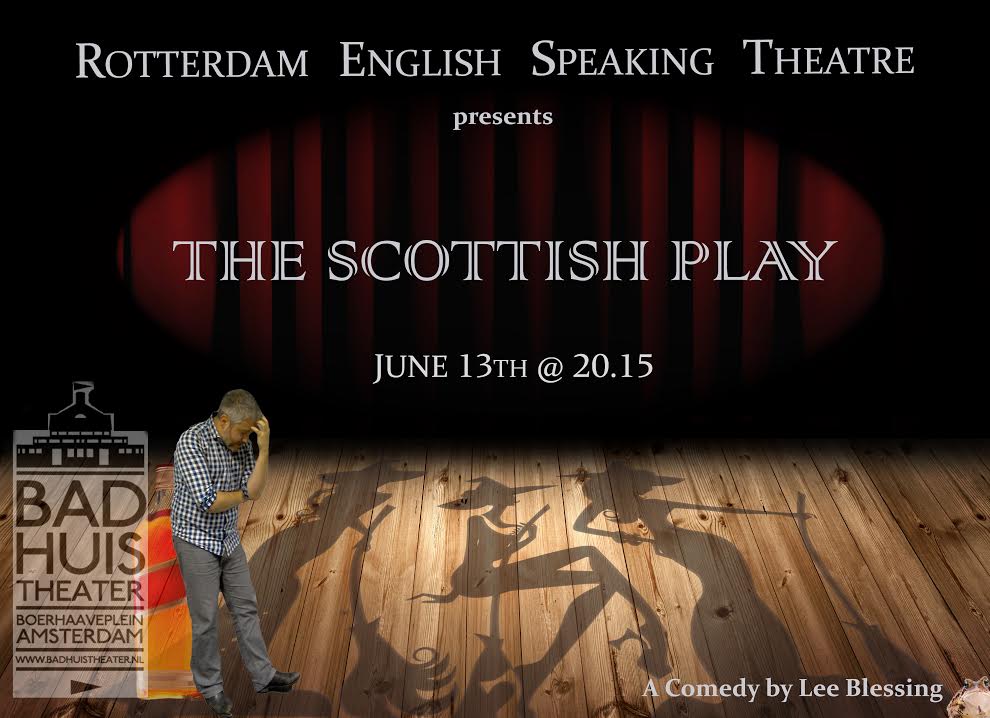 ROTTERDAM ENGLISH SPEAKING THEATRE
presents
THE SCOTTISH PLAY
JUNE 13TH @ 20.15
BAD
HUIS
THEATER
BOERHAAVEPLEIN
AMSTERDAM
WWW.BADHUISTHEATER.NL
A Comedy by Lee Blessing